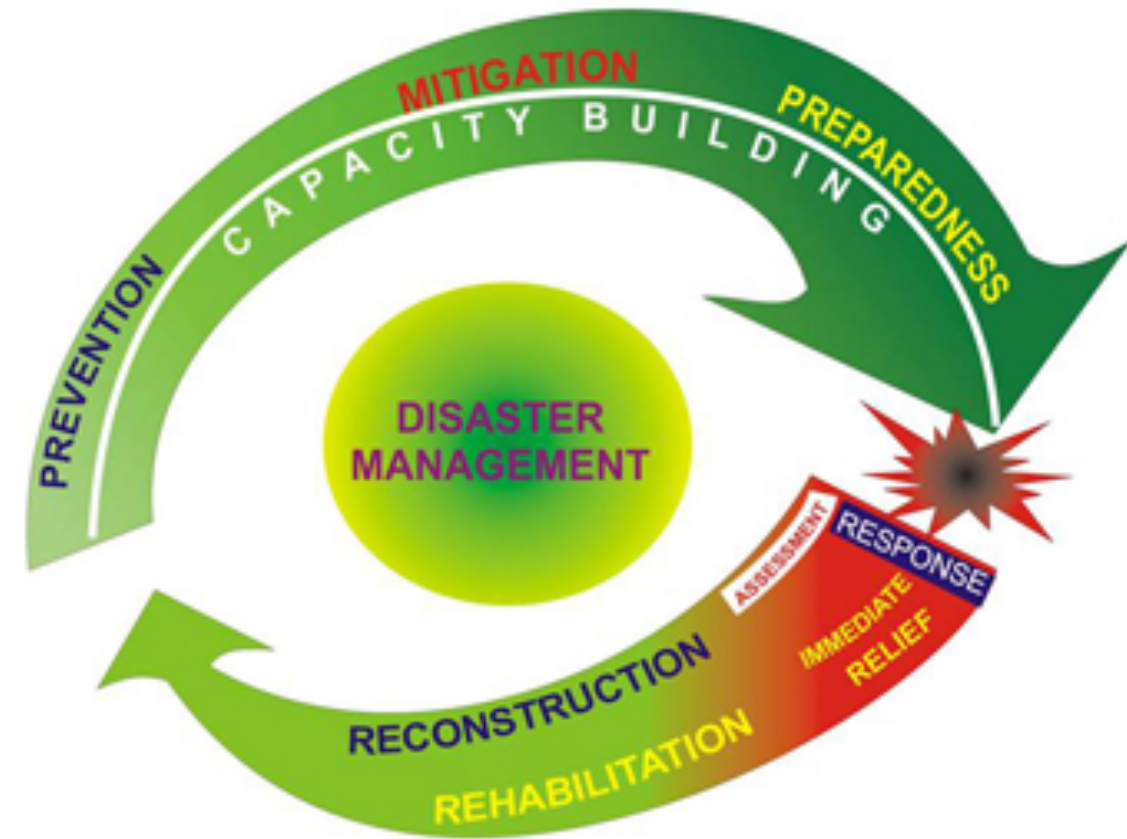 MITIGATION
PREPAREDNESS
CAPACITY BUILDING
PREVENTION
DISASTER
MANAGEMENT
RESPONSE
ASSESSMENT
IMMEDIATE
RELIEF
RECONSTRUCTION
REHABILITATION